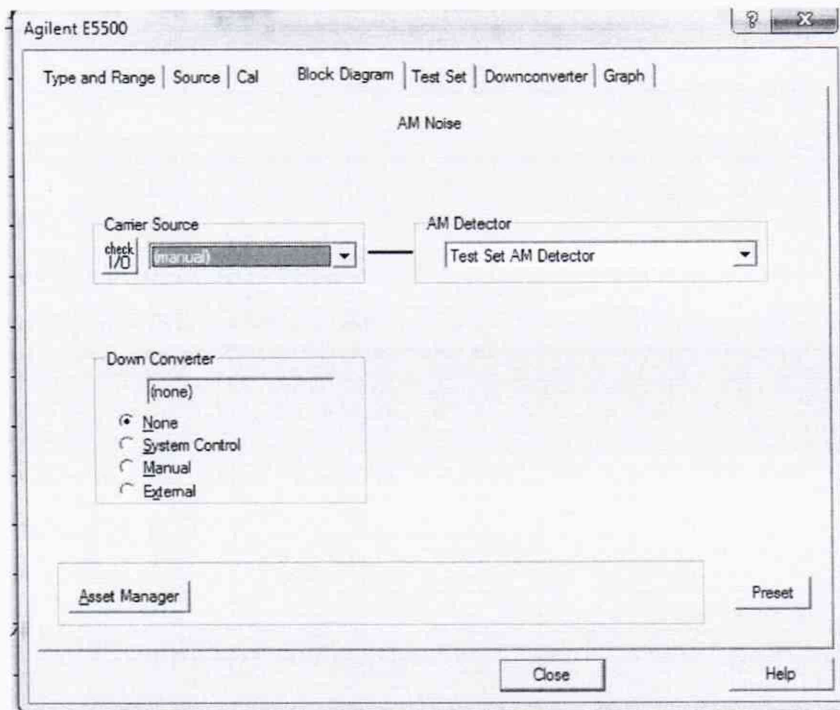 Agilent E5500
Type and Range | Source | Cal Block Diagram | Test Set | Downconverter | Graph |
AM Noise
Carrier Source
check I/O
(manual)
AM Detector
Test Set AM Detector
Down Converter
(none)
None
System Control
Manual
External
Asset Manager
Preset
Close
Help